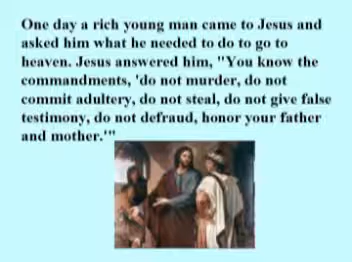 One day a rich young man came to Jesus and
asked him what he needed to do to go to
heaven. Jesus answered him, "You know the
commandments, 'do not murder, do not
commit adultery, do not steal, do not give false
testimony, do not defraud, honor your father
and mother.'"